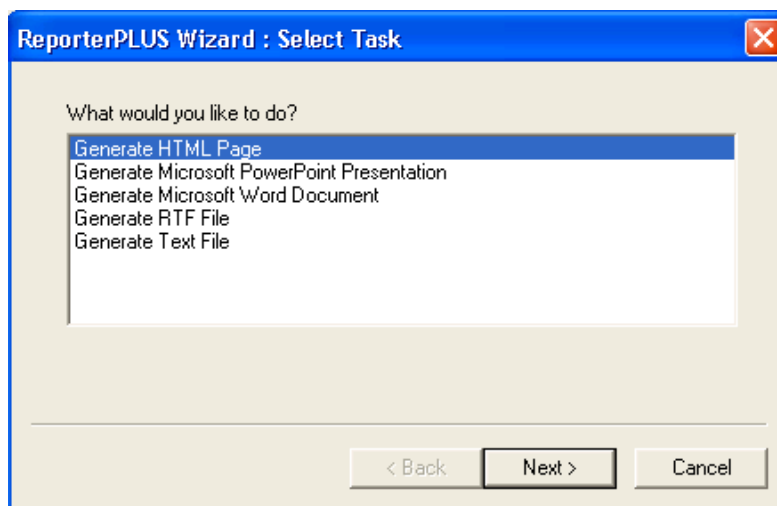 ReporterPLUS Wizard : Select Task
What would you like to do?
Generate HTML Page
Generate Microsoft PowerPoint Presentation
Generate Microsoft Word Document
Generate RTF File
Generate Text File
< Back Next > Cancel